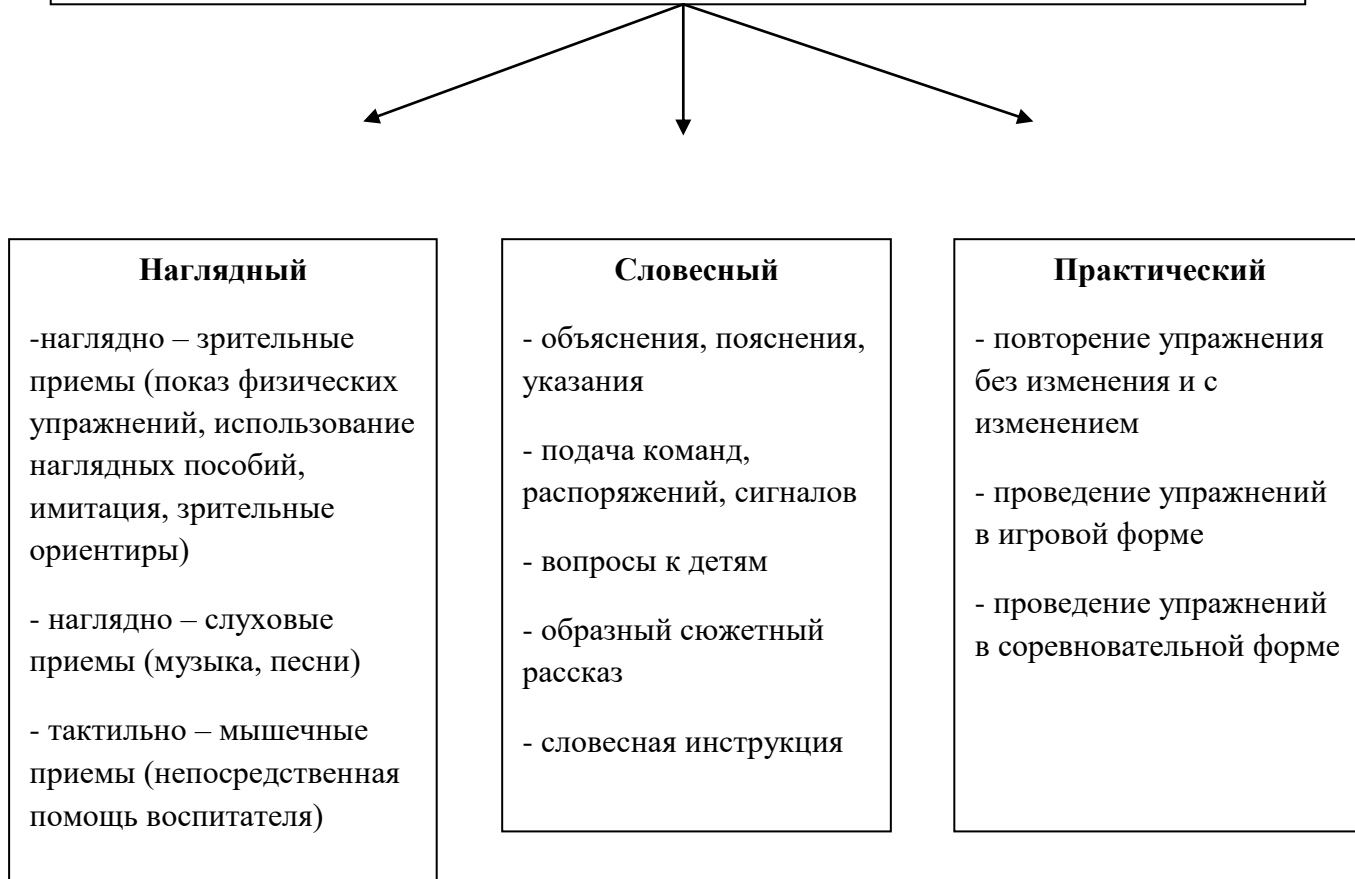 Наглядный
-наглядно – зрительные
приемы (показ физических
упражнений, использование
наглядных пособий,
имитация, зрительные
ориентиры)
- наглядно – слуховые
приемы (музыка, песни)
- тактильно – мышечные
приемы (непосредственная
помощь воспитателя)
Словесный
- объяснения, пояснения,
указания
- подача команд,
распоряжений, сигналов
- вопросы к детям
- образный сюжетный
рассказ
- словесная инструкция
Практический
- повторение упражнения
без изменения и с
изменением
- проведение упражнений
в игровой форме
- проведение упражнений
в соревновательной форме